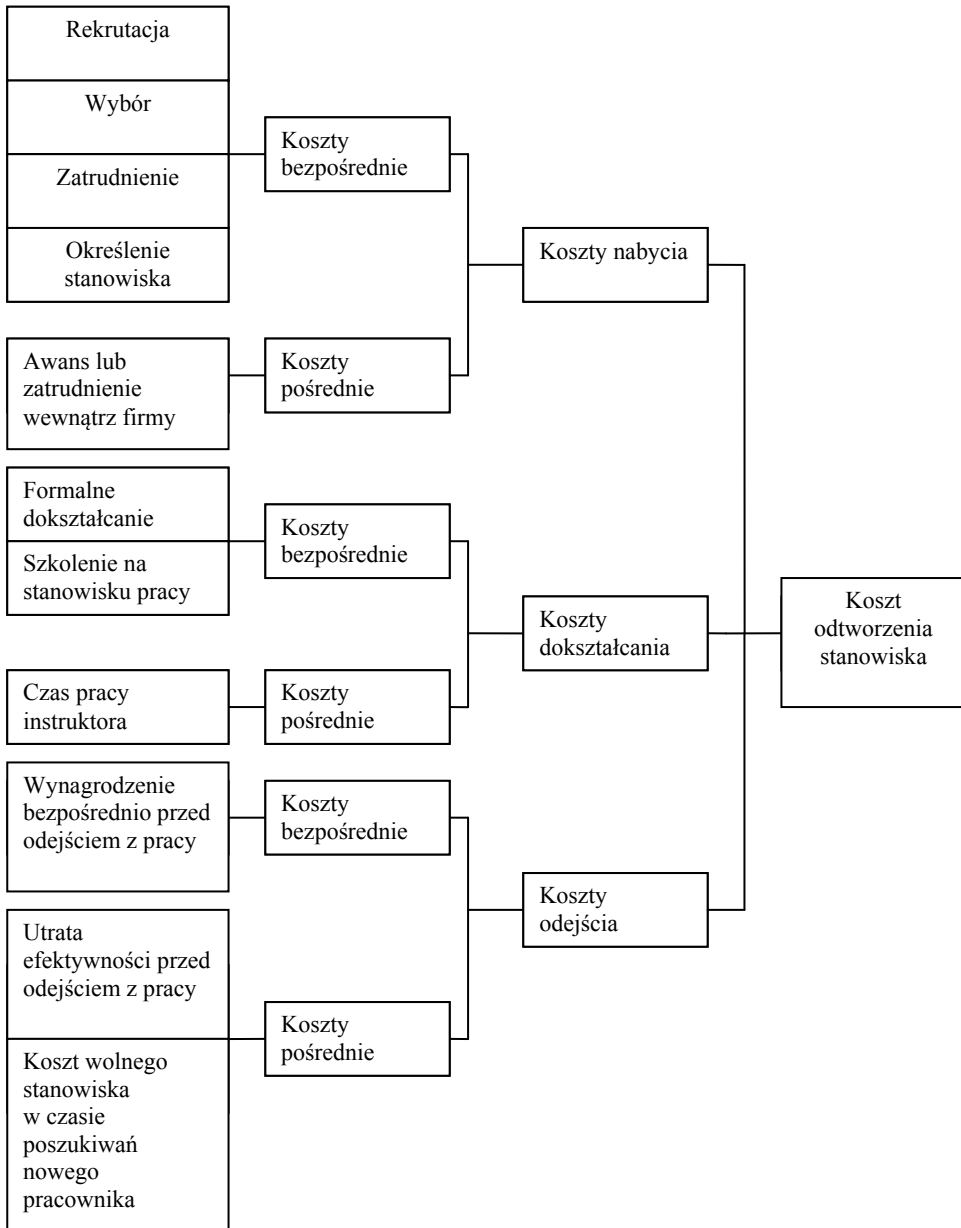 Rekrutacja
Wybór
Zatrudnienie
Określenie
stanowiska
Koszty
bezpośrednie
Awans lub
zatrudnienie
wewnątrz firmy
Koszty
pośrednie
Koszty nabycia
Formalne
dokształcanie
Szkolenie na
stanowisku pracy
Koszty
bezpośrednie
Czas pracy
instruktora
Koszty
pośrednie
Koszty
dokształcania
Wynagrodzenie
bezpośrednio przed
odejściem z pracy
Koszty
bezpośrednie
Utrata
efektywności przed
odejściem z pracy
Koszt wolnego
stanowiska
w czasie
poszukiwań
nowego
pracownika
Koszty
pośrednie
Koszty
odejścia
Koszt
odtworzenia
stanowiska